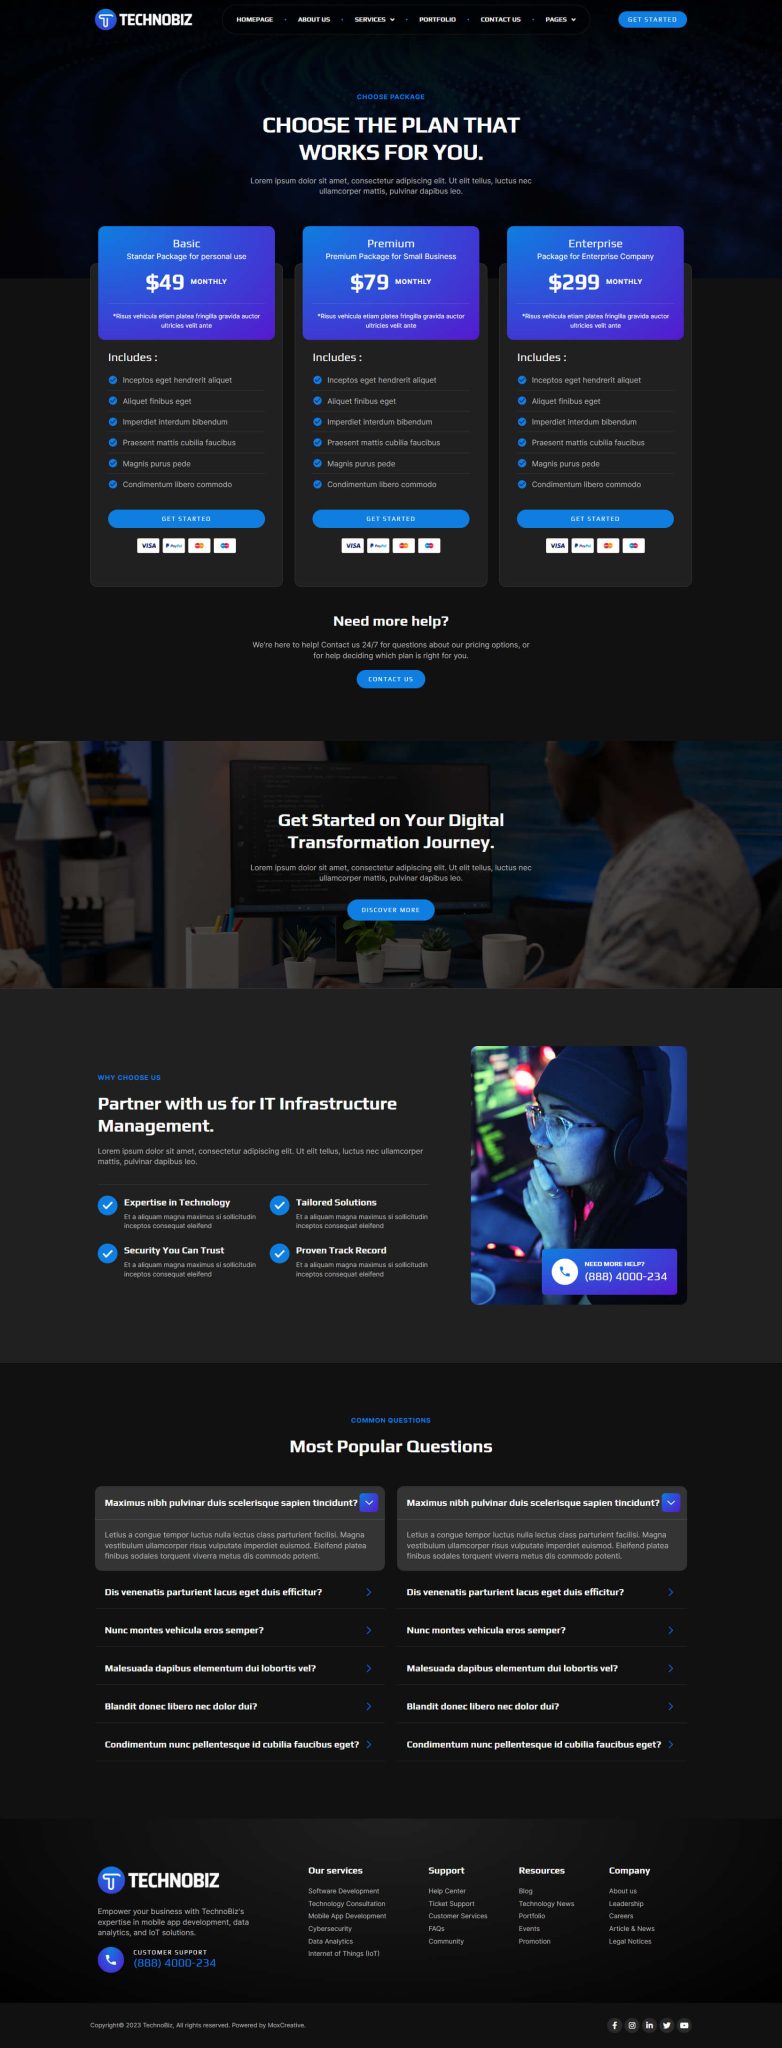 TECHNOBIZ
HOMEPAGE
ABOUT US
SERVICES
PORTFOLIO
CONTACT US
PAGES
GET STARTED
CHOOSE PACKAGE
CHOOSE THE PLAN THAT
WORKS FOR YOU.
Lorem ipsum dolor sit amet, consectetur adipiscing elit. Ut elit tellus, luctus nec
ullamcorper mattis, pulvinar dapibus leo.
Basic
Standar Package for personal use
$49 MONTHLY
*Risus vehicula etiam platea fringilla gravida auctor
ultricies velit ante
Includes :
Inceptos eget hendrerit aliquet
Aliquet finibus eget
Imperdiet interdum bibendum
Praesent mattis cubilia faucibus
Magnis purus pede
Condimentum libero commodo
GET STARTED
VISA
PayPal
Premium
Premium Package for Small Business
$79 MONTHLY
*Risus vehicula etiam platea fringilla gravida auctor
ultricies velit ante
Includes :
Inceptos eget hendrerit aliquet
Aliquet finibus eget
Imperdiet interdum bibendum
Praesent mattis cubilia faucibus
Magnis purus pede
Condimentum libero commodo
GET STARTED
VISA
PayPal
Enterprise
Package for Enterprise Company
$299 MONTHLY
*Risus vehicula etiam platea fringilla gravida auctor
ultricies velit ante
Includes :
Inceptos eget hendrerit aliquet
Aliquet finibus eget
Imperdiet interdum bibendum
Praesent mattis cubilia faucibus
Magnis purus pede
Condimentum libero commodo
GET STARTED
VISA
PayPal
Need more help?
We're here to help! Contact us 24/7 for questions about our pricing options, or
for help deciding which plan is right for you.
CONTACT US
Get Started on Your Digital
Transformation Journey.
Lorem ipsum dolor sit amet, consectetur adipiscing elit. Ut elit tellus, luctus nec
ullamcorper mattis, pulvinar dapibus leo.
DISCOVER MORE
WHY CHOOSE US
Partner with us for IT Infrastructure
Management.
Lorem ipsum dolor sit amet, consectetur adipiscing elit. Ut elit tellus, luctus nec ullamcorper
mattis, pulvinar dapibus leo.
Expertise in Technology
Et a aliquam magna maximus si sollicitudin
inceptos consequat eleifend
Tailored Solutions
Et a aliquam magna maximus si sollicitudin
inceptos consequat eleifend
Security You Can Trust
Et a aliquam magna maximus si sollicitudin
inceptos consequat eleifend
Proven Track Record
Et a aliquam magna maximus si sollicitudin
inceptos consequat eleifend
NEED MORE HELP?
(888) 4000-234
COMMON QUESTIONS
Most Popular Questions
Maximus nibh pulvinar duis scelerisque sapien tincidunt?
Letius a congue tempor luctus nulla lectus class parturient facilisi. Magna
vestibulum ullamcorper risus vulputate imperdiet euismod. Eleifend platea
finibus sodales torquent viverra metus dis commodo potenti.
Dis venenatis parturient lacus eget duis efficitur?
Nunc montes vehicula eros semper?
Malesuada dapibus elementum dui lobortis vel?
Blandit donec libero nec dolor dui?
Condimentum nunc pellentesque id cubilia faucibus eget?
Maximus nibh pulvinar duis scelerisque sapien tincidunt?
Letius a congue tempor luctus nulla lectus class parturient facilisi. Magna
vestibulum ullamcorper risus vulputate imperdiet euismod. Eleifend platea
finibus sodales torquent viverra metus dis commodo potenti.
Dis venenatis parturient lacus eget duis efficitur?
Nunc montes vehicula eros semper?
Malesuada dapibus elementum dui lobortis vel?
Blandit donec libero nec dolor dui?
Condimentum nunc pellentesque id cubilia faucibus eget?
TECHNOBIZ
Empower your business with TechnoBiz's
expertise in mobile app development, data
analytics, and IoT solutions.
CUSTOMER SUPPORT
(888) 4000-234
Our services
Software Development
Technology Consultation
Mobile App Development
Cybersecurity
Data Analytics
Internet of Things (IoT)
Support
Help Center
Ticket Support
Customer Services
FAQs
Community
Resources
Blog
Technology News
Portfolio
Events
Promotion
Company
About us
Leadership
Careers
Article & News
Legal Notices
Copyright© 2023 TechnoBiz, All rights reserved. Powered by MoxCreative.